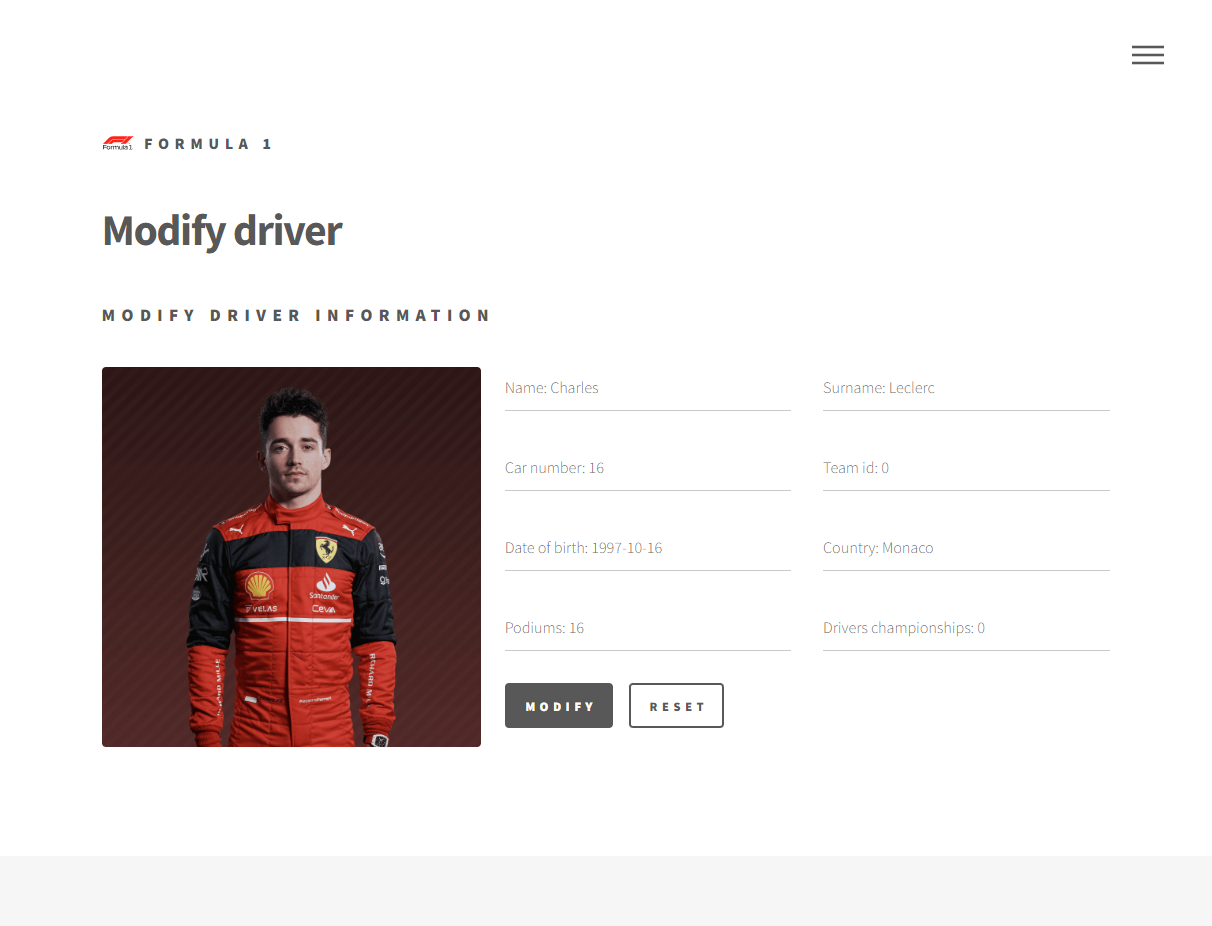 Formula 1
FORMULA 1
Modify driver
MODIFY DRIVER INFORMATION
Name: Charles
Surname: Leclerc
Car number: 16
Team id: 0
Date of birth: 1997-10-16
Country: Monaco
Podiums: 16
Drivers championships: 0
Santander
VELAS
Ceva
RICHARD M
MODIFY
RESET